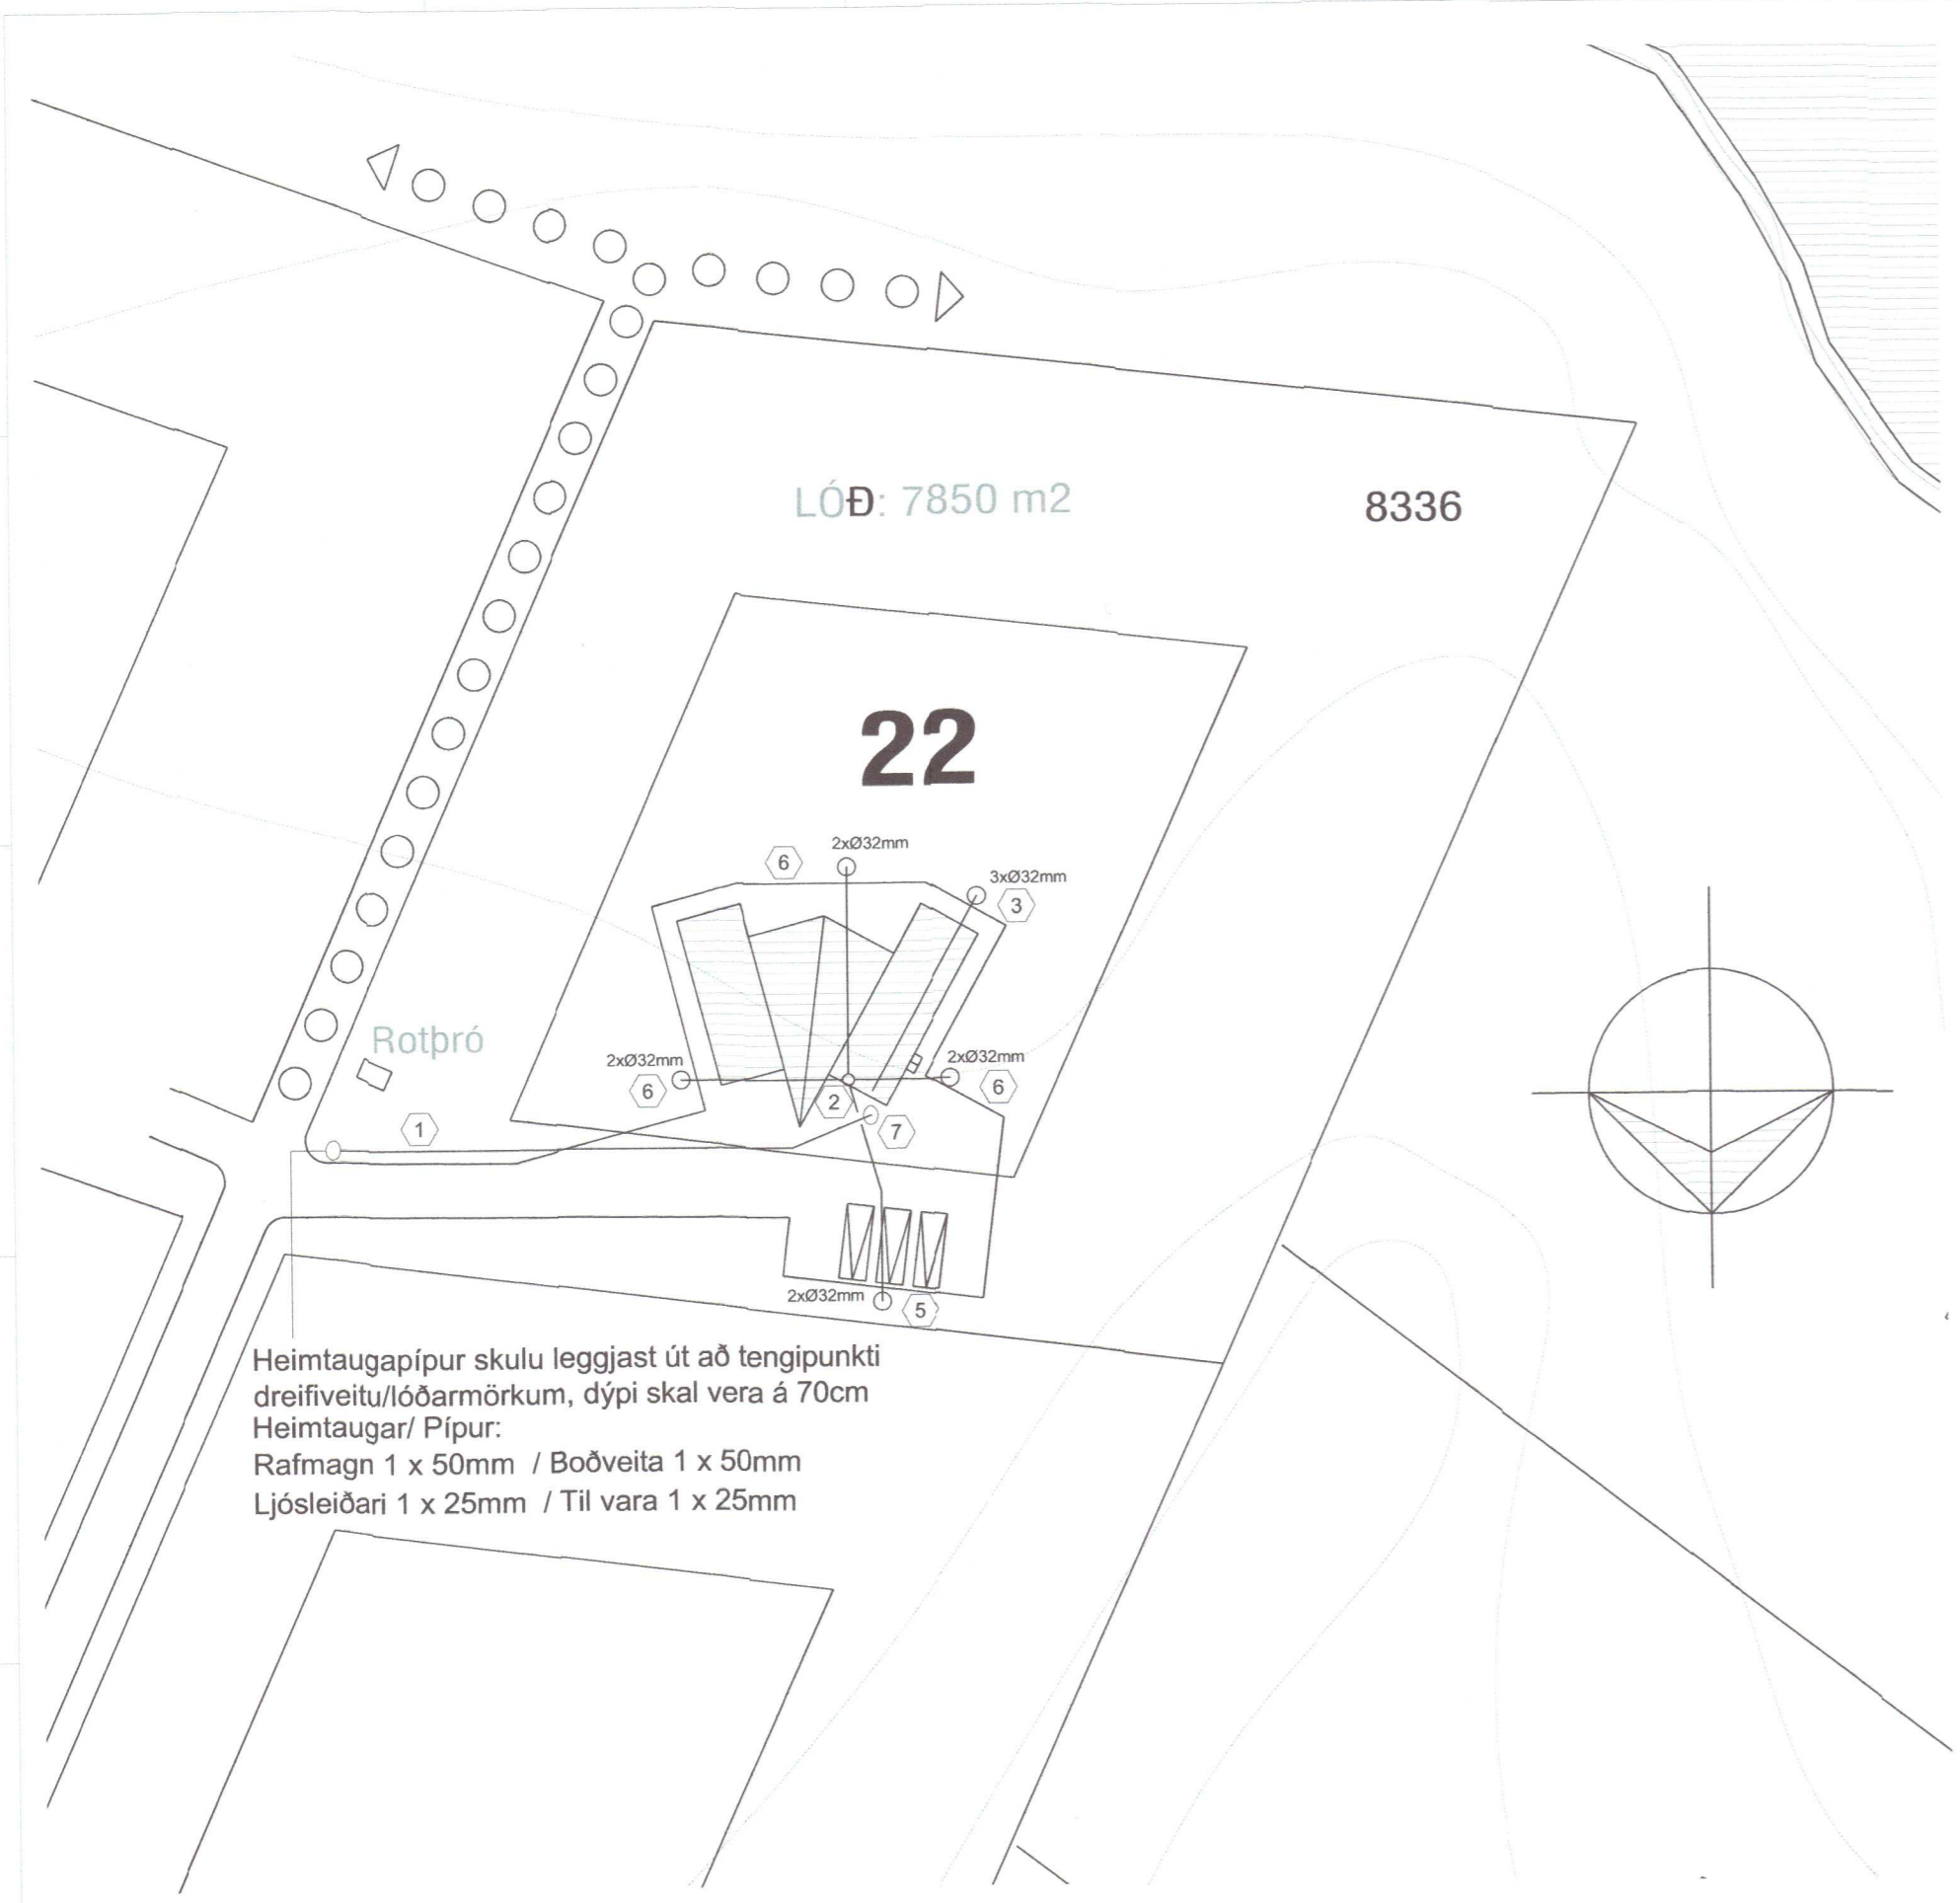 LÓÐ: 7850 m2
8336
22
2xØ32mm
6
3xØ32mm
3
Rotþró
2xØ32mm
6
2xØ32mm
6
2
7
1
2xØ32mm
5
Heimtaugapípur skulu leggjast út að tengipunkti
dreifiveitu/lóðarmörkum, dýpi skal vera á 70cm
Heimtaugar/ Pípur:
Rafmagn 1 x 50mm / Boðveita 1 x 50mm
Ljósleiðari 1 x 25mm / Til vara 1 x 25mm